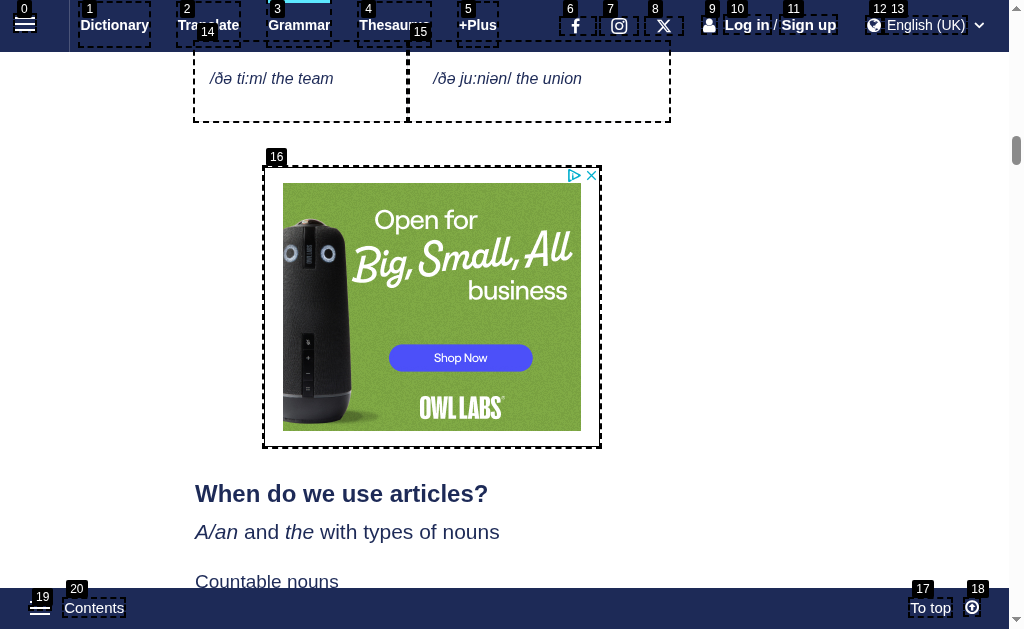 0 1 2 3 4 5 6 7 8 9 10 11 12 13
Dictionary Translate Grammar Thesaurus +Plus Log in / Sign up English (UK)
14 15
/ðə tiːm/ the team /ðə juːniən/ the union
16
Open for
Big, Small, All
business
Shop Now
OWL LABS
When do we use articles?
A/an and the with types of nouns
Countable nouns
19 20 17 18
Contents To top